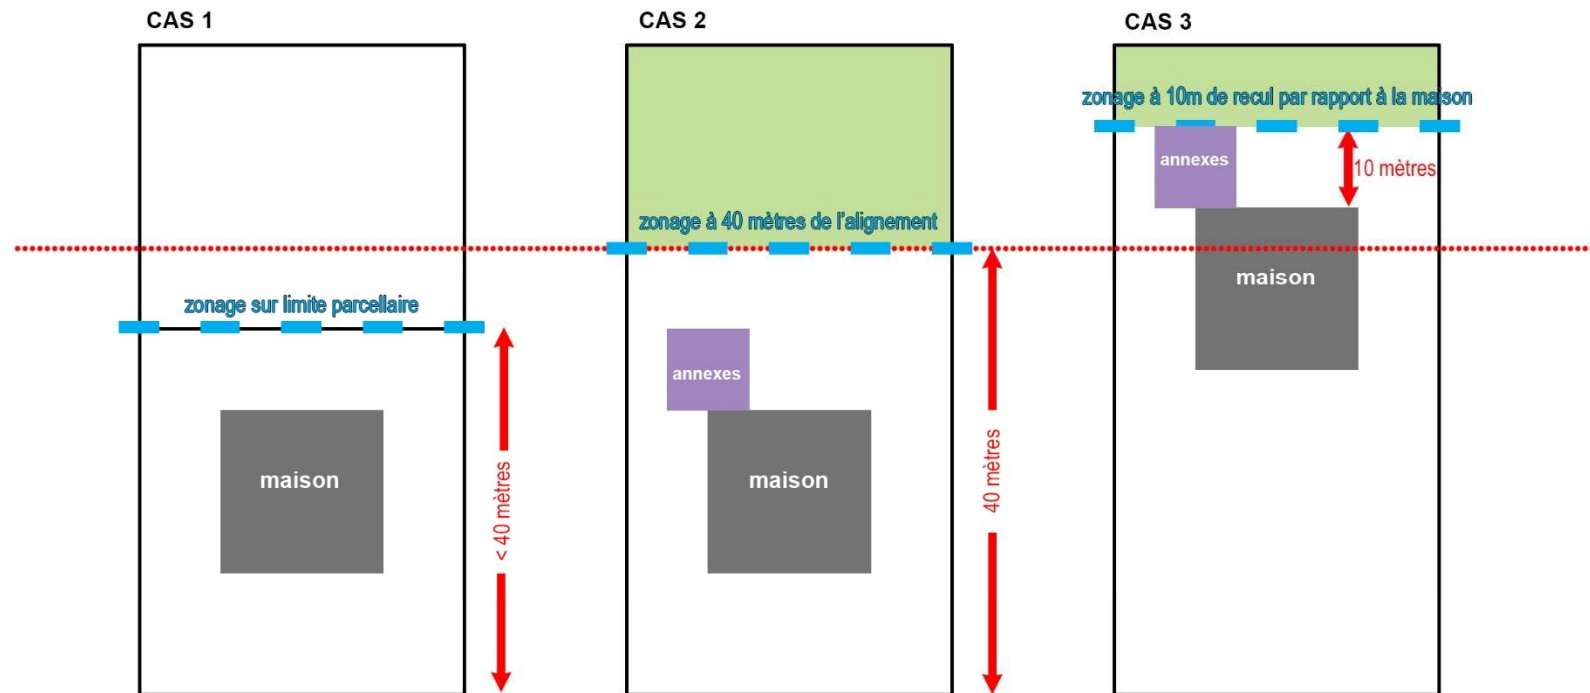 CAS 1
CAS 2
CAS 3
zonage à 10m de recul par rapport à la maison
annexes
10 mètres
zonage à 40 mètres de l'alignement
maison
zonage sur limite parcellaire
annexes
maison
maison
< 40 mètres
40 mètres